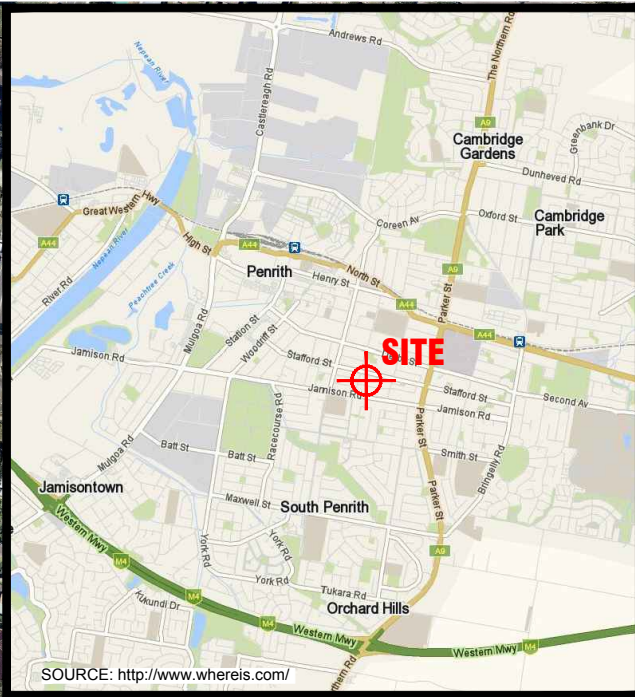 Andrews Rd
The Northern Rd
Nepean River
Castlereagh Rd
A9
Greenbank Dr
Cambridge
Gardens
Dunheved Rd
Great Western Hwy
Coreen Av
Oxford St
Cambridge
Park
A44
High St
A44
Nepean River
Peachtree Creek
Penrith
North St
Henry St
A9
Parker St
A44
River Rd
Mulgoa Rd
Station St
Woodriff St
A44
SITE
Jamison Rd
Stafford St
Stafford St
Second Av
Jamison Rd
Jamison Rd
Racecourse Rd
Parker St
Mulgoa Rd
Batt St
Batt St
Smith St
Bringelly Rd
Jamisontown
Maxwell St
South Penrith
Parker St
Western Mwy
York Rd
York Rd
A9
M4
York Rd
Tukara Rd
Kukundi Dr
M4
Orchard Hills
M4
Western Mwy
Western Mwy
M4
SOURCE: http://www.whereis.com/